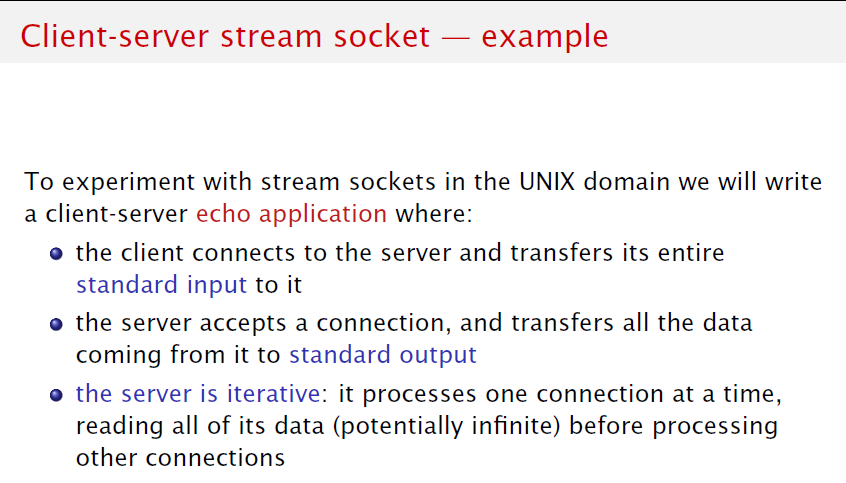 Client-server stream socket — example
To experiment with stream sockets in the UNIX domain we will write
a client-server echo application where:
the client connects to the server and transfers its entire
standard input to it
the server accepts a connection, and transfers all the data
coming from it to standard output
the server is iterative: it processes one connection at a time,
reading all of its data (potentially infinite) before processing
other connections